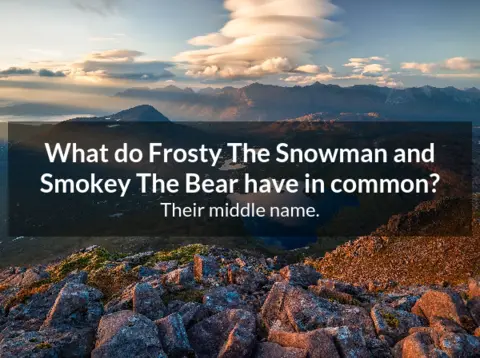 What do Frosty The Snowman and
Smokey The Bear have in common?
Their middle name.